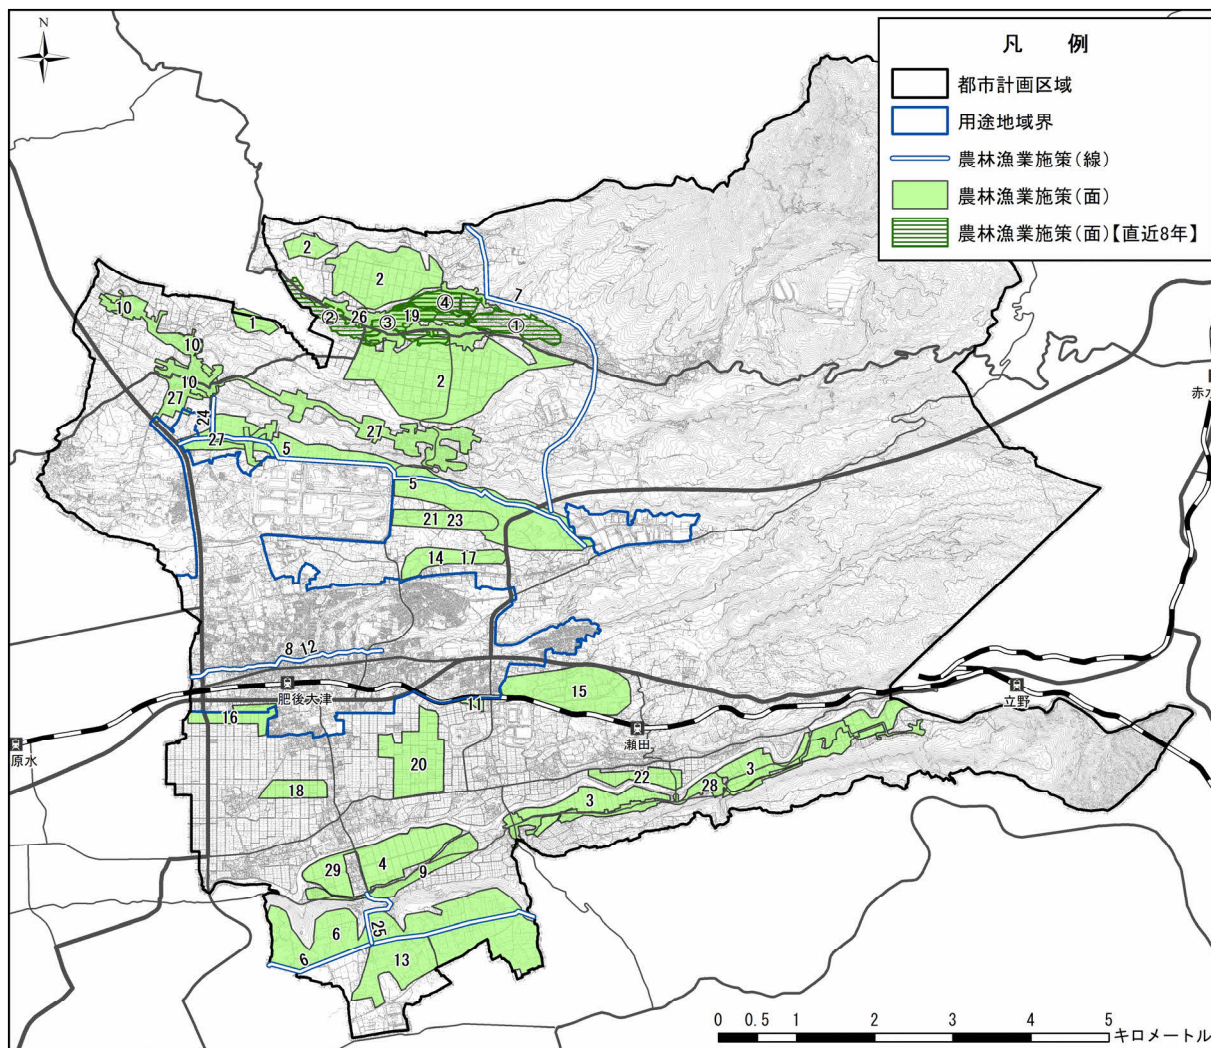 N
凡 例
都市計画区域
用途地域界
農林漁業施策(線)
農林漁業施策(面)
農林漁業施策(面)【直近8年】
2
2
7
④
10
1
② 26 ③ 19
①
10
2
10
27
24
27
27
5
5
21 23
14 17
8 12
肥後大津
11
15
立野
赤水
16
瀬田
原水
20
22
3
28
18
3
4
29
9
6
25
6
13
0 0.5 1 2 3 4 5
キロメートル